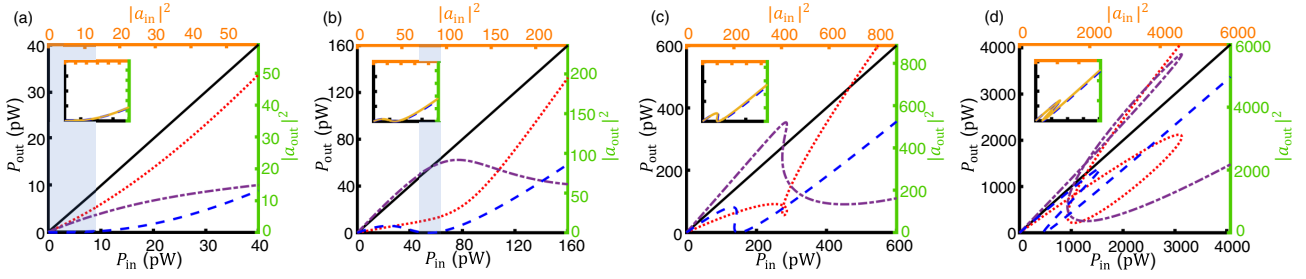 (a)
|a_in|^2
0 10 20 30 40 50
40
30
20
10
0
P_out (pW)
50
40
30
20
10
0
|a_out|^2
0 10 20 30 40
P_in (pW)
(b)
|a_in|^2
0 50 100 150 200
160
120
80
40
0
P_out (pW)
200
150
100
50
0
|a_out|^2
0 40 80 120 160
P_in (pW)
(c)
|a_in|^2
0 200 400 600 800
600
400
200
0
P_out (pW)
800
600
400
200
0
|a_out|^2
0 200 400 600
P_in (pW)
(d)
|a_in|^2
0 2000 4000 6000
4000
3000
2000
1000
0
P_out (pW)
6000
4000
2000
0
|a_out|^2
0 1000 2000 3000 4000
P_in (pW)